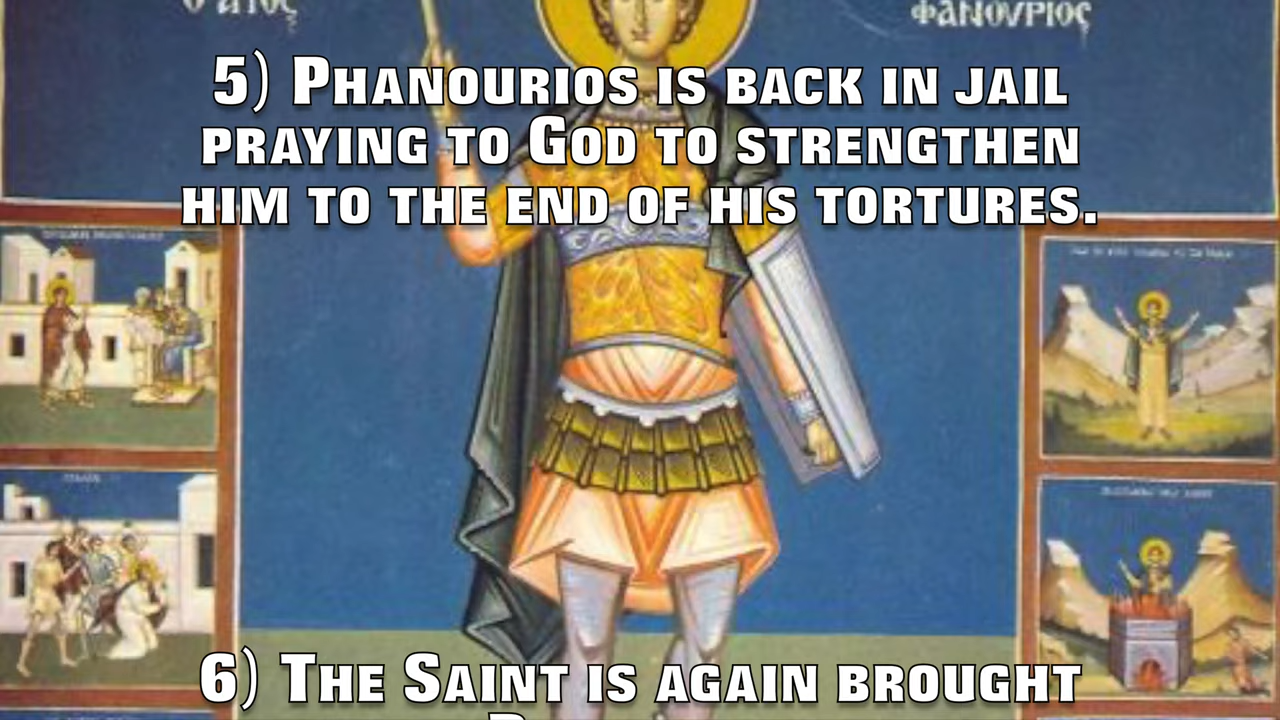 ὁ ἅγιος
ΦΑΝΟΥΡΙΟς
5) Phanourios is back in jail
praying to God to strengthen
him to the end of his tortures.
6) The Saint is again brought